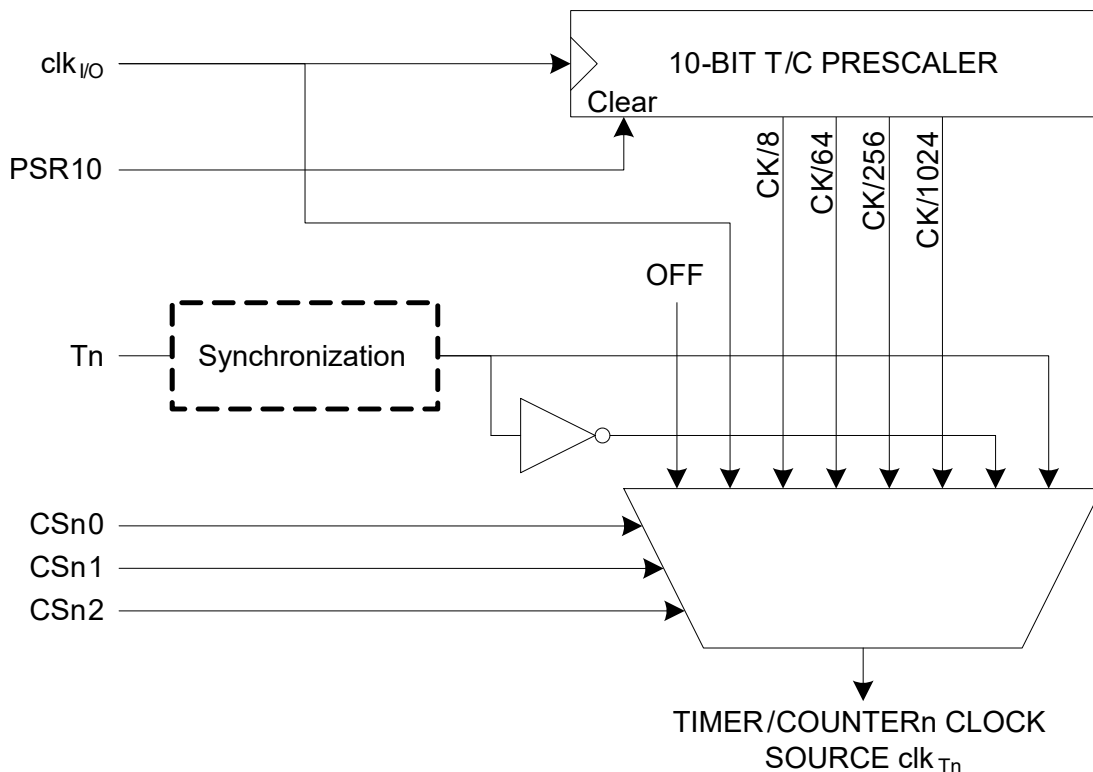 clk I/O
10-BIT T/C PRESCALER
Clear
PSR10
CK/8
CK/64
CK/256
CK/1024
OFF
Tn
Synchronization
CSn0
CSn1
CSn2
TIMER/COUNTERn CLOCK
SOURCE clk Tn